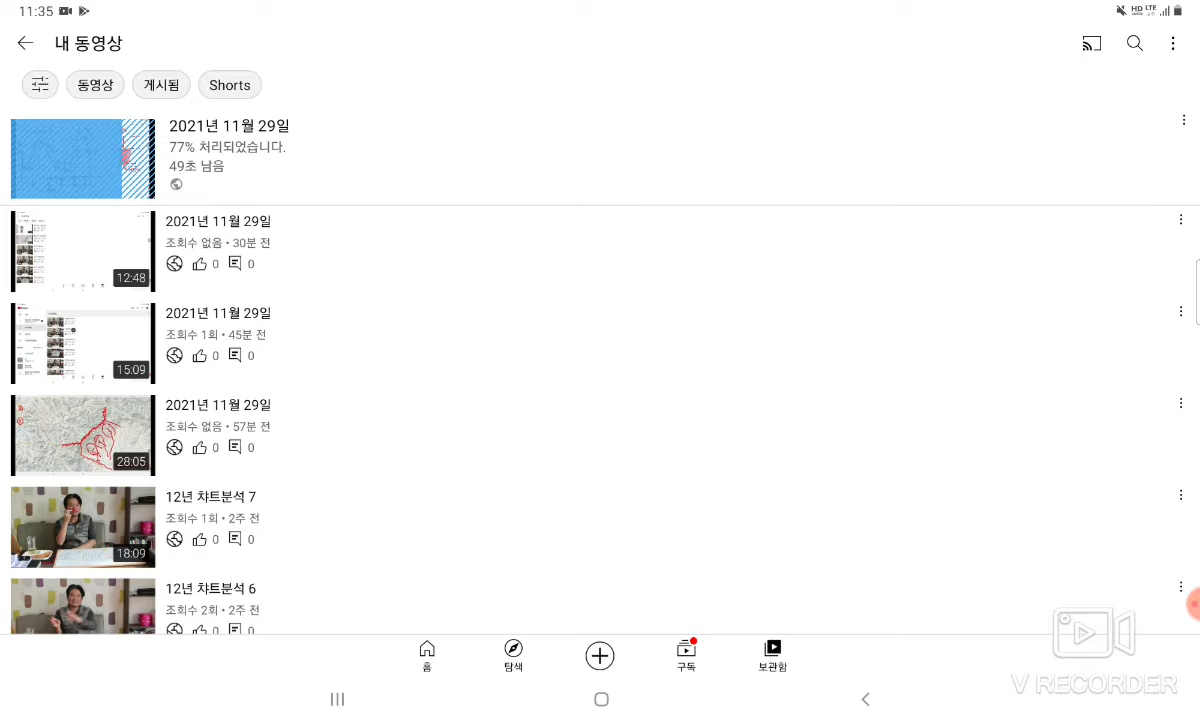 11:35
HD LTE
내 동영상
동영상 게시됨 Shorts
2021년 11월 29일
77% 처리되었습니다.
49초 남음
2021년 11월 29일
조회수 없음 • 30분 전
0 0
12:48
2021년 11월 29일
조회수 1회 • 45분 전
0 0
15:09
2021년 11월 29일
조회수 없음 • 57분 전
0 0
28:05
12년 챠트분석 7
조회수 1회 • 2주 전
0 0
18:09
12년 챠트분석 6
조회수 2회 • 2주 전
0 0
홈 탐색 구독 보관함
V RECORDER